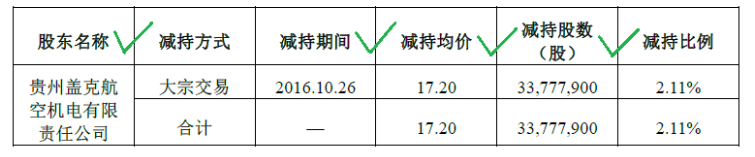 股东名称 减持方式 减持期间 减持均价 减持股数（股） 减持比例
贵州盖克航空机电有限责任公司 大宗交易 2016.10.26 17.20 33,777,900 2.11%
合计 — 17.20 33,777,900 2.11%